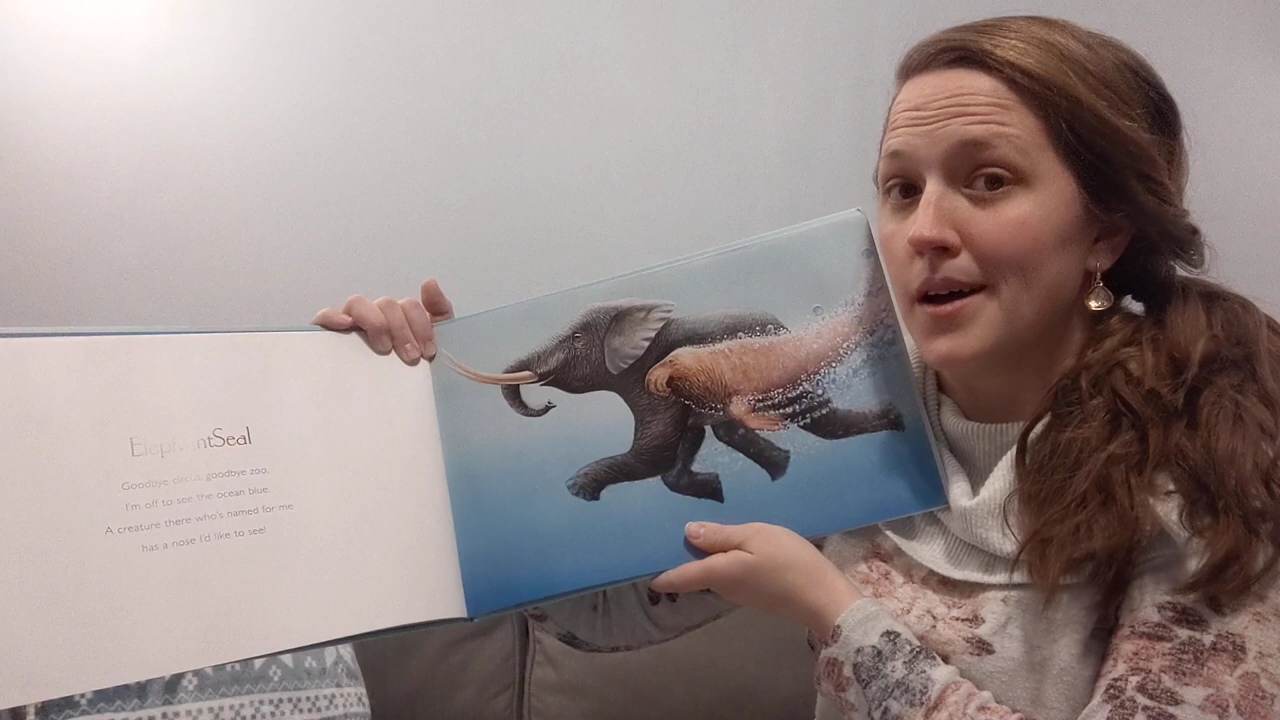 ElephantSeal
Goodbye circus, goodbye zoo,
I'm off to see the ocean blue.
A creature there who's named for me
has a nose I'd like to see!